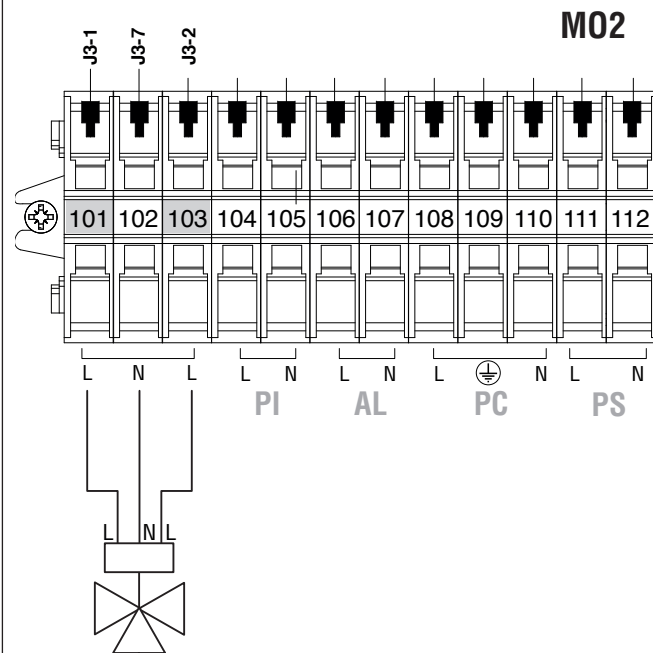 MO2
J3-1 J3-7 J3-2
101 102 103 104 105 106 107 108 109 110 111 112
L N L L N L N L N L N
PI AL PC PS
L N L